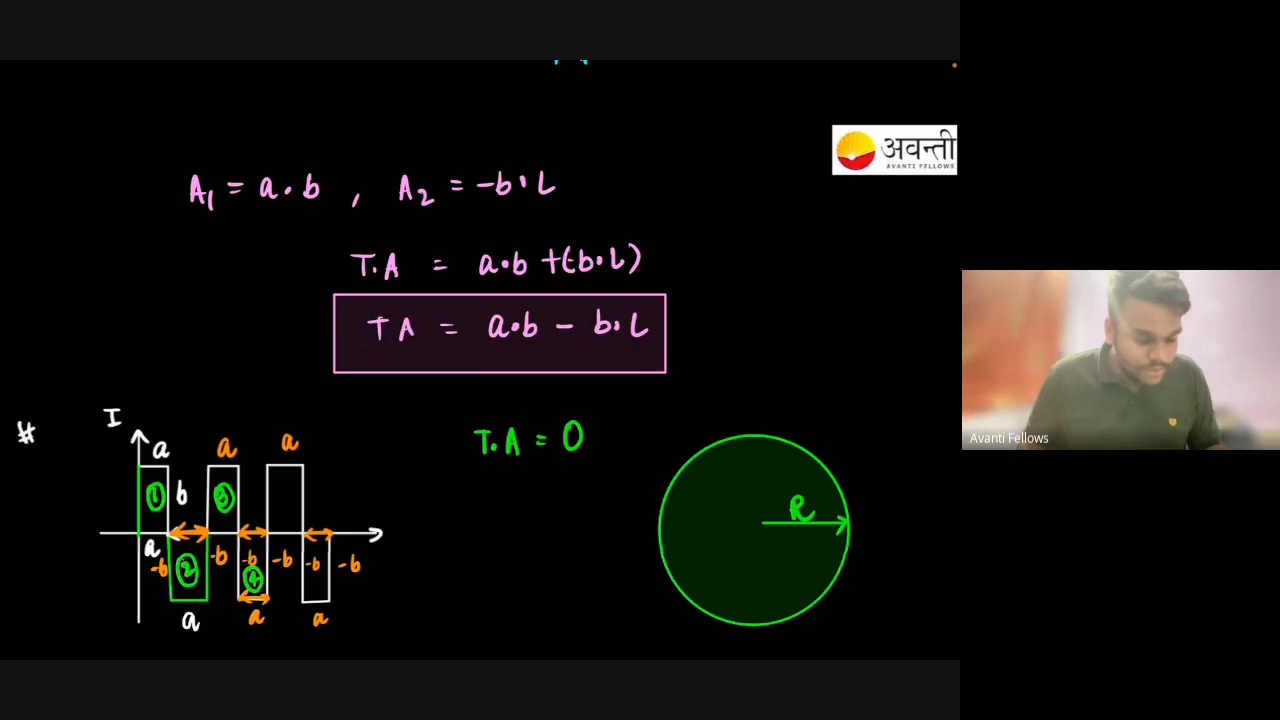 अवन्ती
AVANTI FELLOWS
A₁ = a . b , A₂ = -b . L
T.A = a.b +(-b.L)
T A = a.b - b.L
#
I
a a a
T.A = 0
① b ③
R
a
-b ② -b -b ④ -b -b -b
a a a
Avanti Fellows